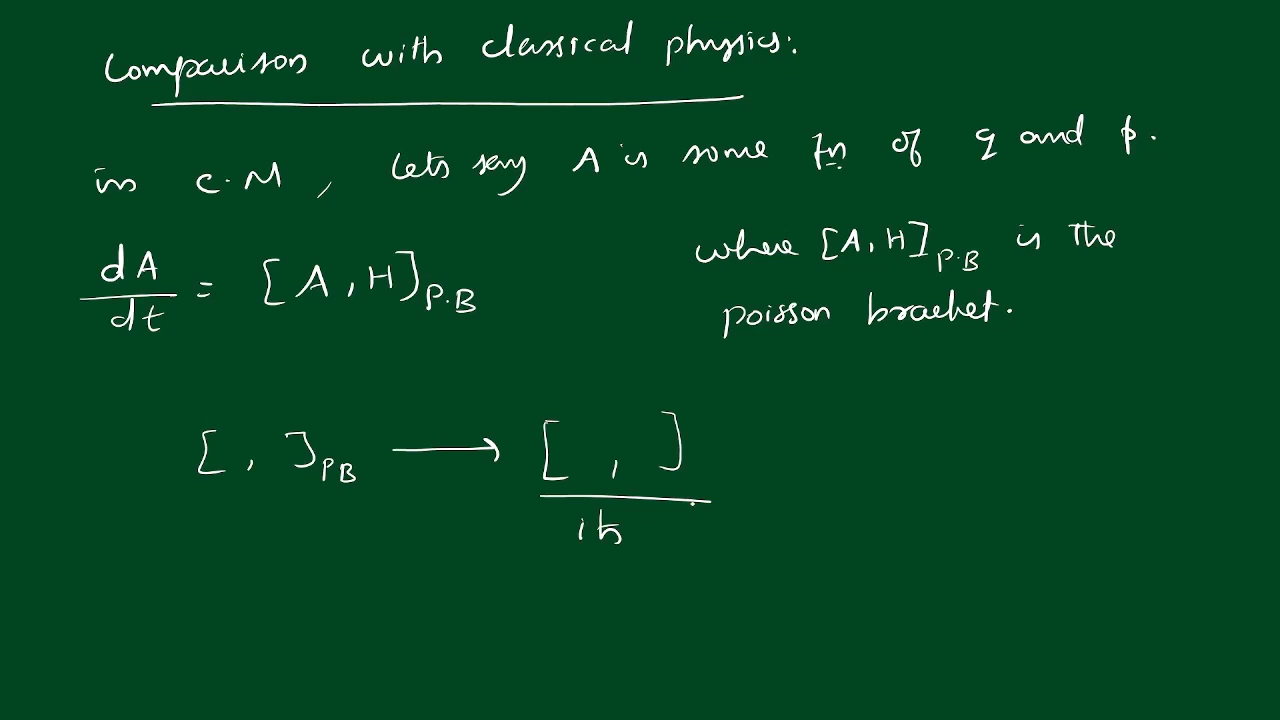 Comparison with classical physics:
in C.M, lets say A is some fn of q and p.
dA/dt = [A, H]P.B
where [A, H]P.B is the
poisson bracket.
[ , ]PB ⟶ [ , ]/iħ